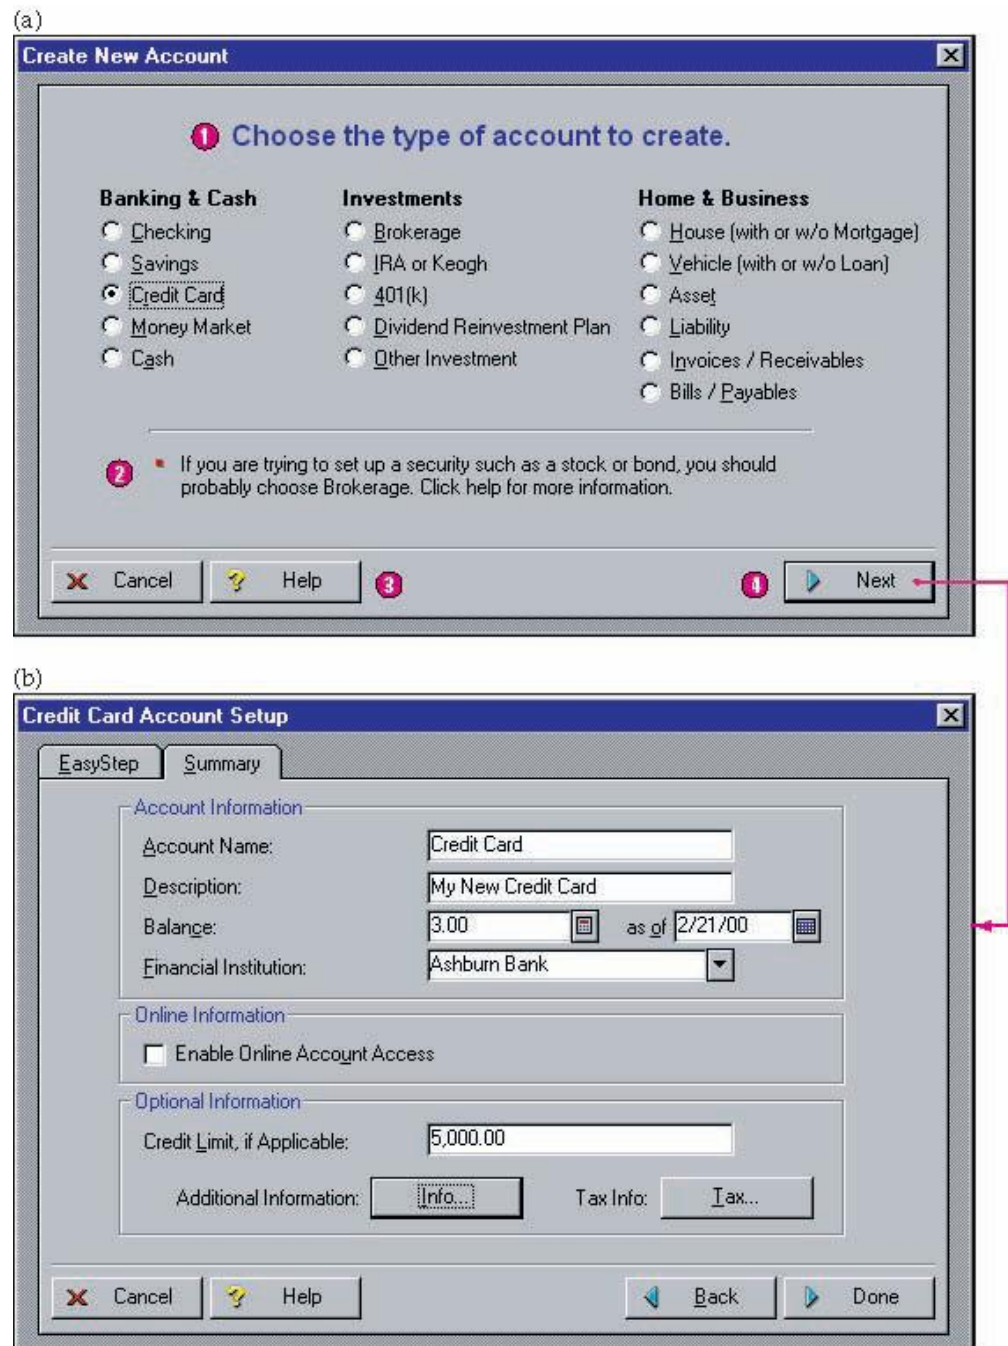 (a)
Create New Account
1 Choose the type of account to create.
Banking & Cash
Checking
Savings
Credit Card
Money Market
Cash
Investments
Brokerage
IRA or Keogh
401(k)
Dividend Reinvestment Plan
Other Investment
Home & Business
House (with or w/o Mortgage)
Vehicle (with or w/o Loan)
Asset
Liability
Invoices / Receivables
Bills / Payables
2 If you are trying to set up a security such as a stock or bond, you should
probably choose Brokerage. Click help for more information.
Cancel ? Help 3 4 Next
(b)
Credit Card Account Setup
EasyStep Summary
Account Information
Account Name: Credit Card
Description: My New Credit Card
Balance: 3.00 as of 2/21/00
Financial Institution: Ashburn Bank
Online Information
Enable Online Account Access
Optional Information
Credit Limit, if Applicable: 5,000.00
Additional Information: Info... Tax Info: Tax...
Cancel ? Help Back Done